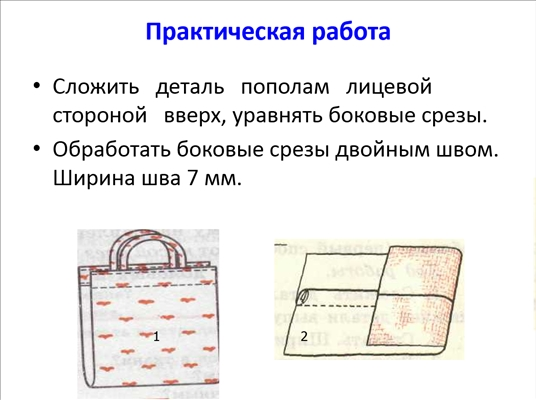 Практическая работа
• Сложить деталь пополам лицевой
стороной вверх, уравнять боковые срезы.
• Обработать боковые срезы двойным швом.
Ширина шва 7 мм.
1
2